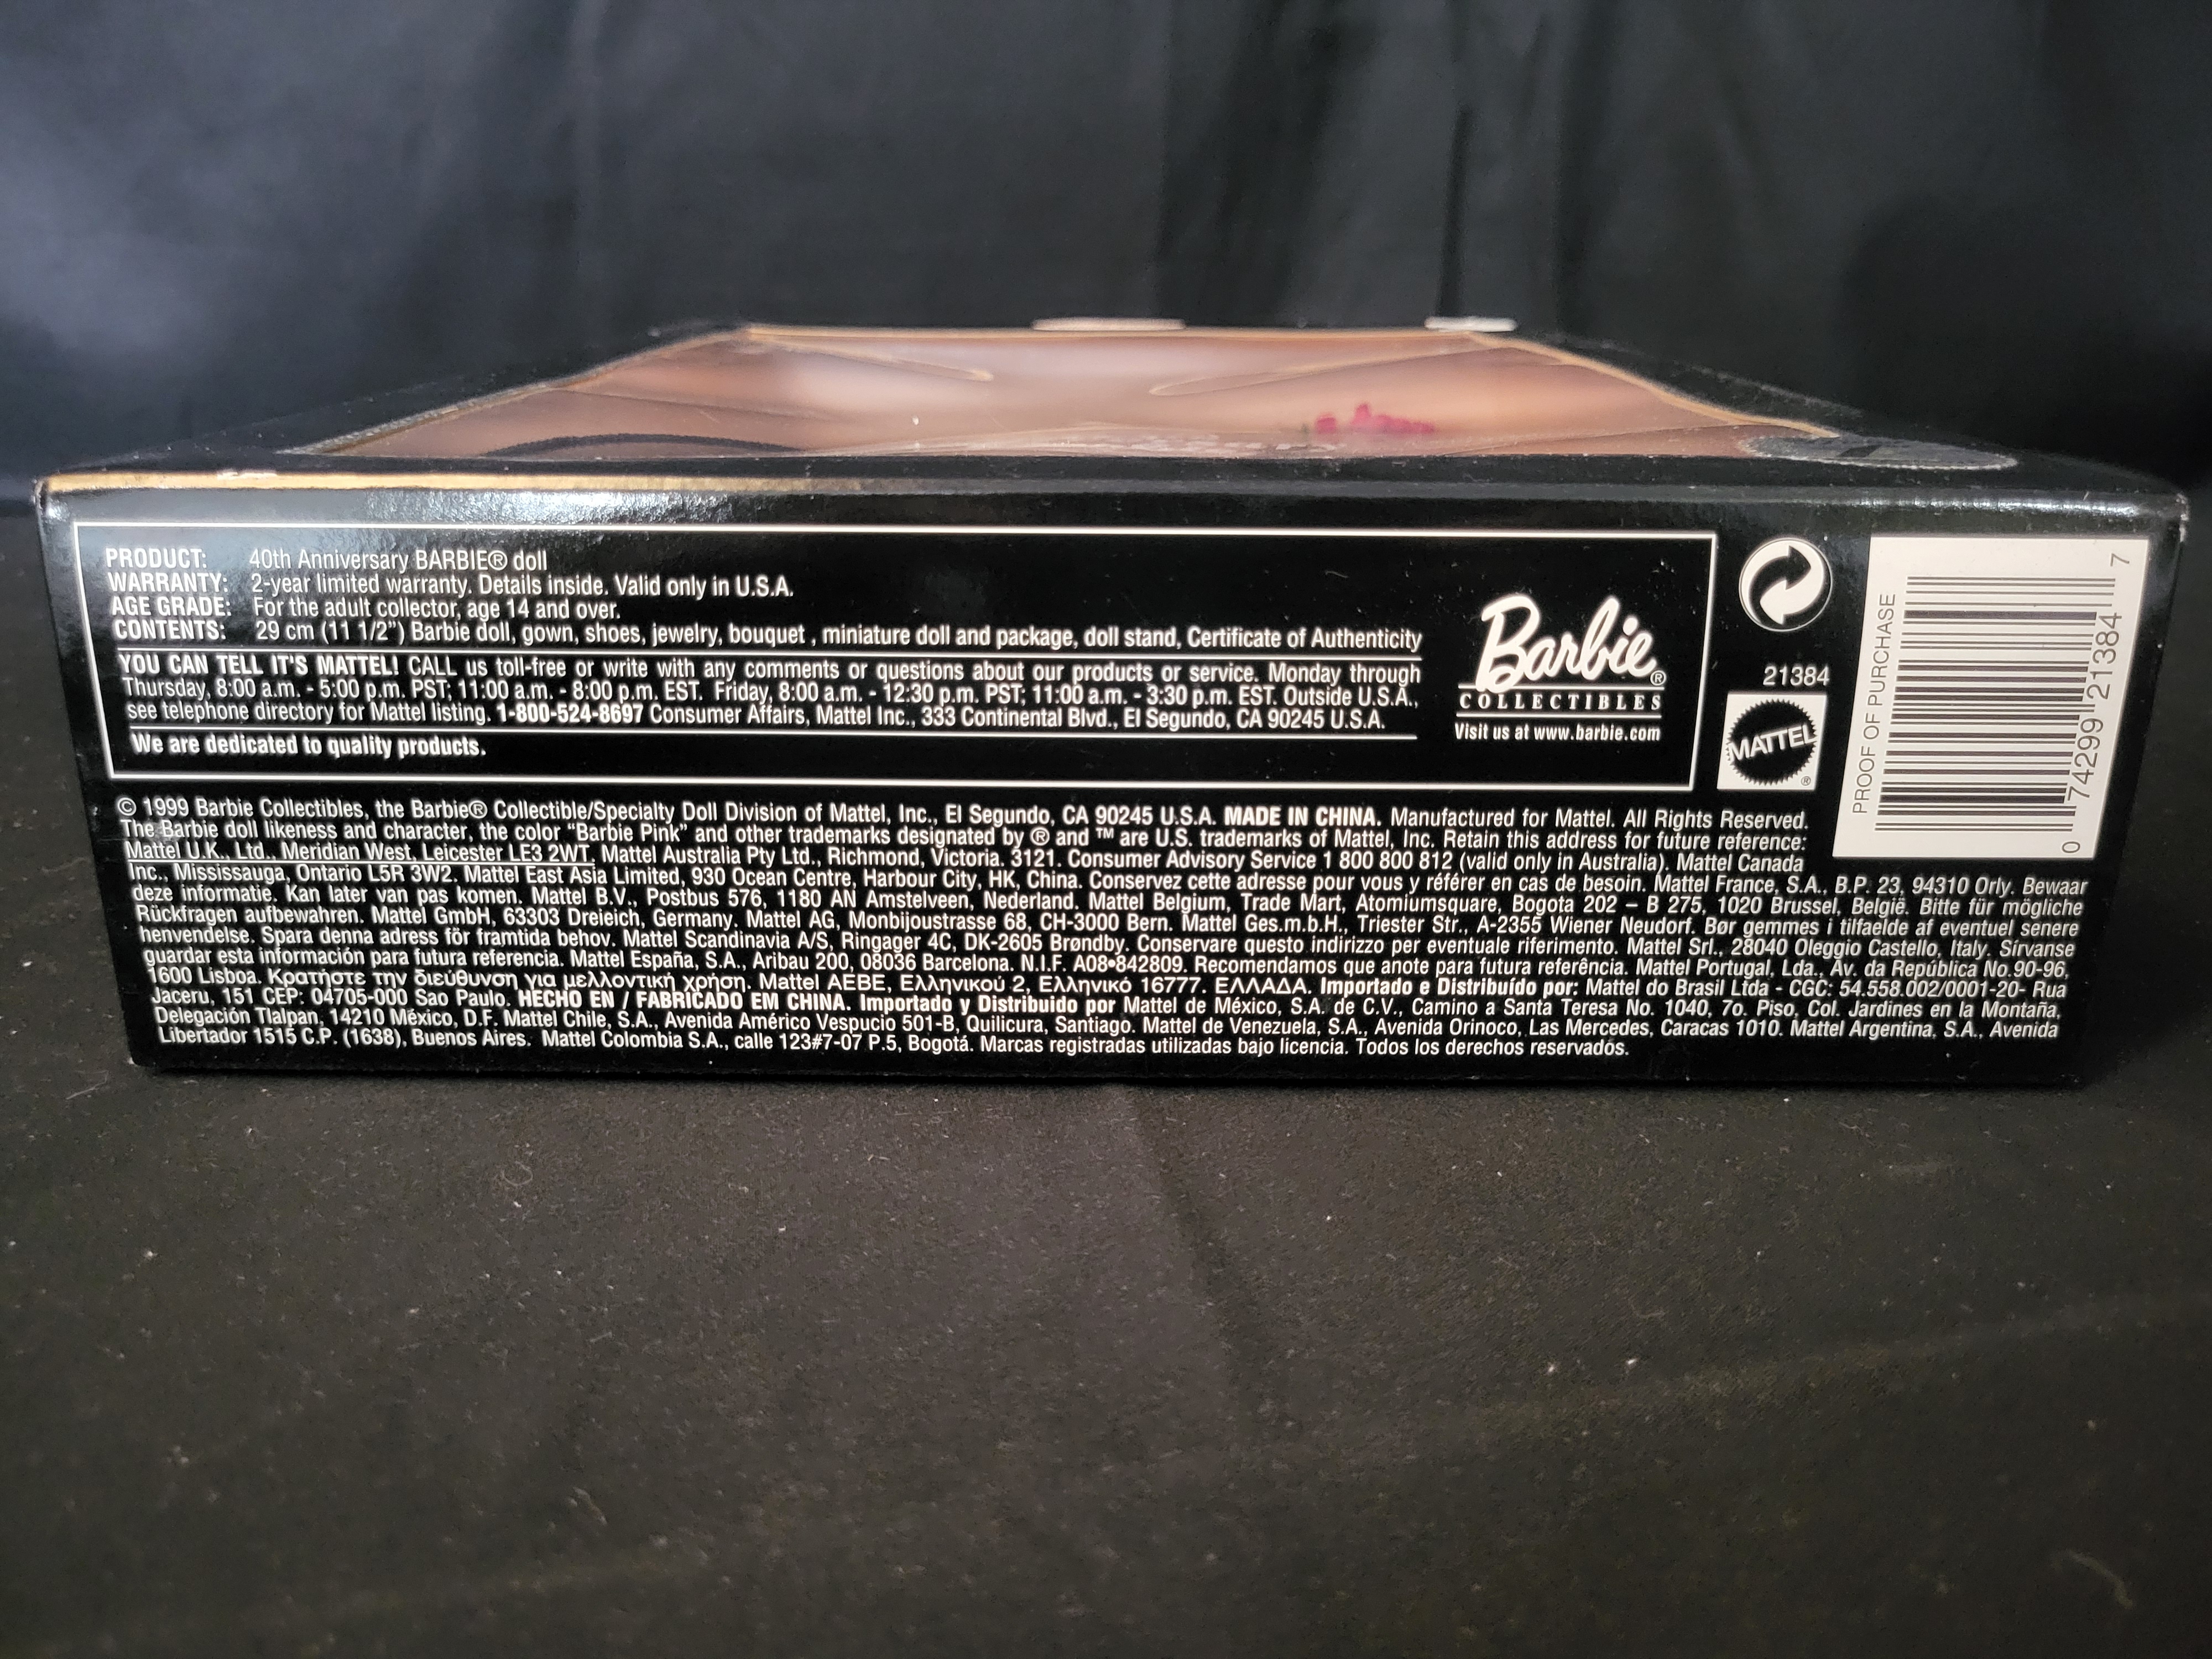 PRODUCT: 40th Anniversary BARBIE® doll
WARRANTY: 2-year limited warranty. Details inside. Valid only in U.S.A.
AGE GRADE: For the adult collector, age 14 and over.
CONTENTS: 29 cm (11 1/2”) Barbie doll, gown, shoes, jewelry, bouquet , miniature doll and package, doll stand, Certificate of Authenticity
YOU CAN TELL IT'S MATTEL! CALL us toll-free or write with any comments or questions about our products or service. Monday through
Thursday, 8:00 a.m. - 5:00 p.m. PST; 11:00 a.m. - 8:00 p.m. EST. Friday, 8:00 a.m. - 12:30 p.m. PST; 11:00 a.m. - 3:30 p.m. EST. Outside U.S.A.,
see telephone directory for Mattel listing. 1-800-524-8697 Consumer Affairs, Mattel Inc., 333 Continental Blvd., El Segundo, CA 90245 U.S.A.
We are dedicated to quality products.
Barbie®
COLLECTIBLES
Visit us at www.barbie.com
21384
MATTEL®
PROOF OF PURCHASE
0 74299 21384 7
© 1999 Barbie Collectibles, the Barbie® Collectible/Specialty Doll Division of Mattel, Inc., El Segundo, CA 90245 U.S.A. MADE IN CHINA. Manufactured for Mattel. All Rights Reserved.
The Barbie doll likeness and character, the color “Barbie Pink” and other trademarks designated by ® and ™ are U.S. trademarks of Mattel, Inc. Retain this address for future reference:
Mattel U.K., Ltd., Meridian West, Leicester LE3 2WT. Mattel Australia Pty Ltd., Richmond, Victoria. 3121. Consumer Advisory Service 1 800 800 812 (valid only in Australia). Mattel Canada
Inc., Mississauga, Ontario L5R 3W2. Mattel East Asia Limited, 930 Ocean Centre, Harbour City, HK, China. Conservez cette adresse pour vous y référer en cas de besoin. Mattel France, S.A., B.P. 23, 94310 Orly. Bewaar
deze informatie. Kan later van pas komen. Mattel B.V., Postbus 576, 1180 AN Amstelveen, Nederland. Mattel Belgium, Trade Mart, Atomiumsquare, Bogota 202 – B 275, 1020 Brussel, België. Bitte für mögliche
Rückfragen aufbewahren. Mattel GmbH, 63303 Dreieich, Germany. Mattel AG, Monbijoustrasse 68, CH-3000 Bern. Mattel Ges.m.b.H., Triester Str., A-2355 Wiener Neudorf. Bør gemmes i tilfaelde af eventuel senere
henvendelse. Spara denna adress för framtida behov. Mattel Scandinavia A/S, Ringager 4C, DK-2605 Brøndby. Conservare questo indirizzo per eventuale riferimento. Mattel Srl., 28040 Oleggio Castello, Italy. Sírvanse
guardar esta información para futura referencia. Mattel España, S.A., Aribau 200, 08036 Barcelona. N.I.F. A08•842809. Recomendamos que anote para futura referência. Mattel Portugal, Lda., Av. da República No.90-96,
1600 Lisboa. Κρατήστε την διεύθυνση για μελλοντική χρήση. Mattel AEBE, Ελληνικού 2, Ελληνικό 16777. ΕΛΛΑΔΑ. Importado e Distribuído por: Mattel do Brasil Ltda - CGC: 54.558.002/0001-20- Rua
Jaceru, 151 CEP: 04705-000 Sao Paulo. HECHO EN / FABRICADO EM CHINA. Importado y Distribuido por Mattel de México, S.A. de C.V., Camino a Santa Teresa No. 1040, 7o. Piso, Col. Jardines en la Montaña,
Delegación Tlalpan, 14210 México, D.F. Mattel Chile, S.A., Avenida Américo Vespucio 501-B, Quilicura, Santiago. Mattel de Venezuela, S.A., Avenida Orinoco, Las Mercedes, Caracas 1010. Mattel Argentina, S.A., Avenida
Libertador 1515 C.P. (1638), Buenos Aires. Mattel Colombia S.A., calle 123#7-07 P.5, Bogotá. Marcas registradas utilizadas bajo licencia. Todos los derechos reservados.